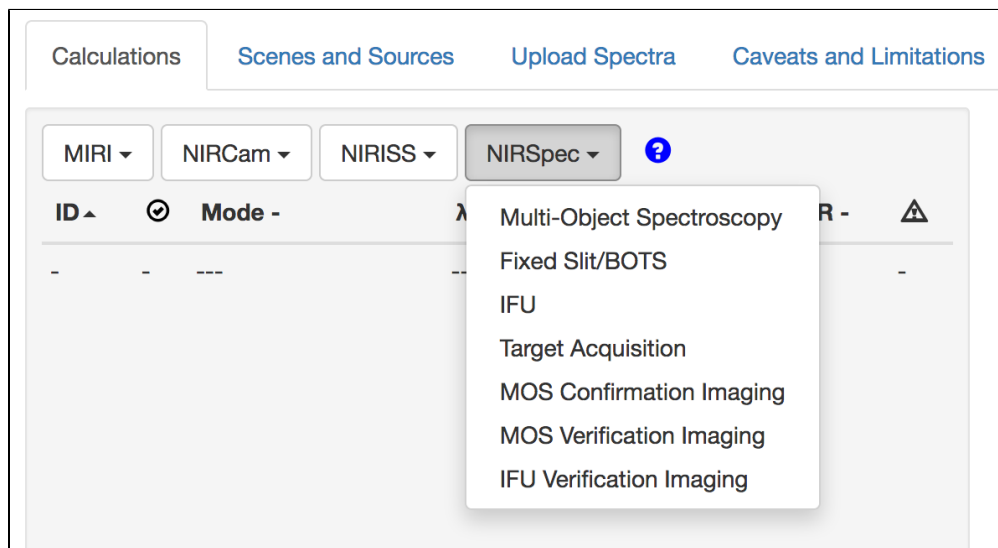 Calculations Scenes and Sources Upload Spectra Caveats and Limitations
MIRI NIRCam NIRISS NIRSpec ?
ID Mode - λ R -
- - --- -- -
Multi-Object Spectroscopy
Fixed Slit/BOTS
IFU
Target Acquisition
MOS Confirmation Imaging
MOS Verification Imaging
IFU Verification Imaging